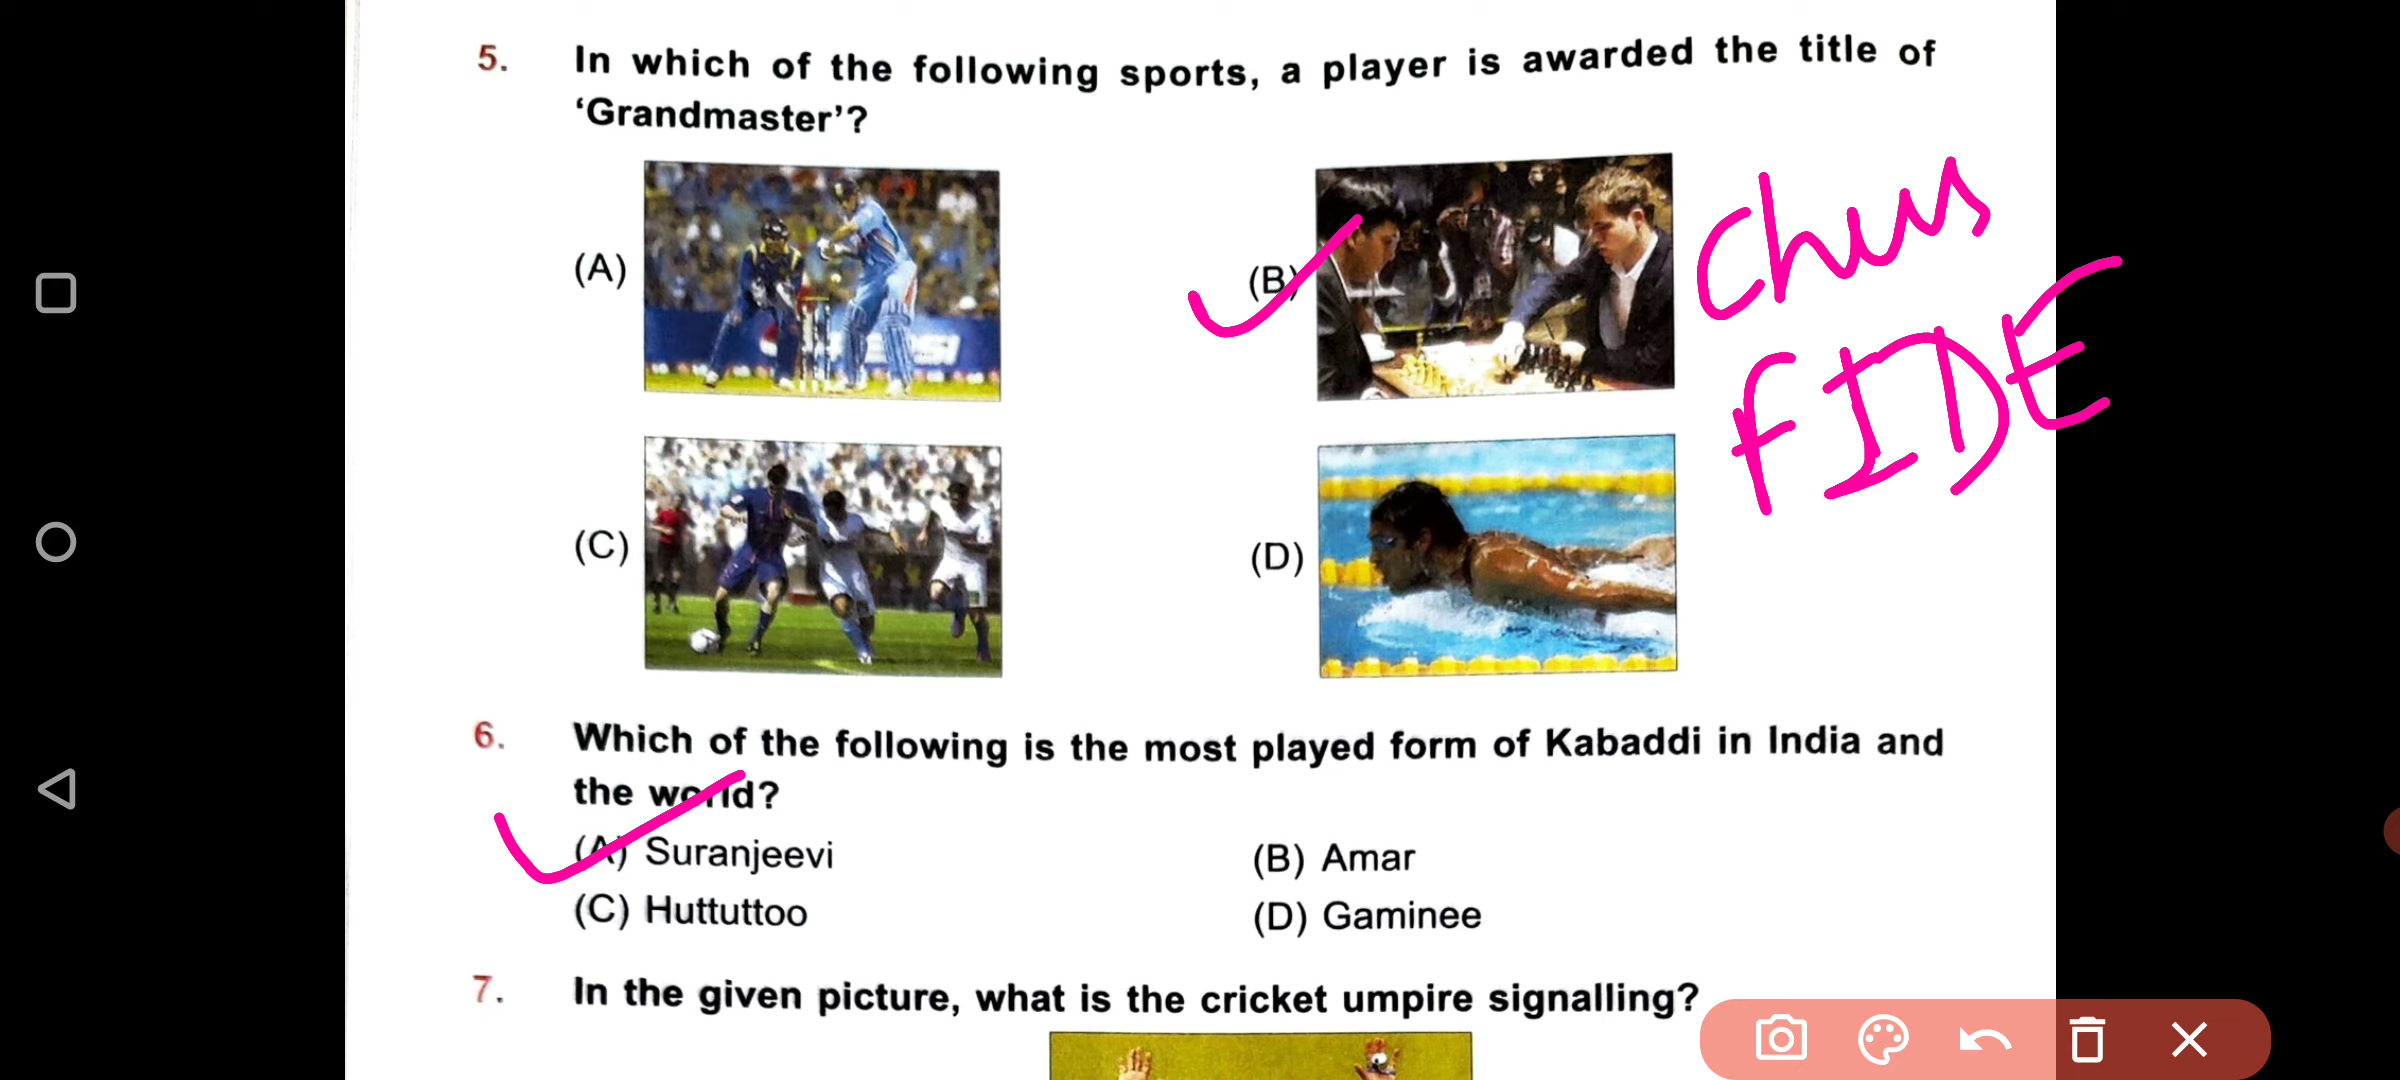 5. In which of the following sports, a player is awarded the title of
‘Grandmaster’?
(A)
(B)
Chess
FIDE
PEPSI
(C)
(D)
6. Which of the following is the most played form of Kabaddi in India and
the world?
(A) Suranjeevi
(B) Amar
(C) Huttuttoo
(D) Gaminee
7. In the given picture, what is the cricket umpire signalling?